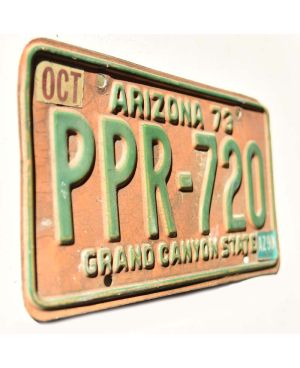 OCT
ARIZONA 73
PPR-720
GRAND CANYON STATE